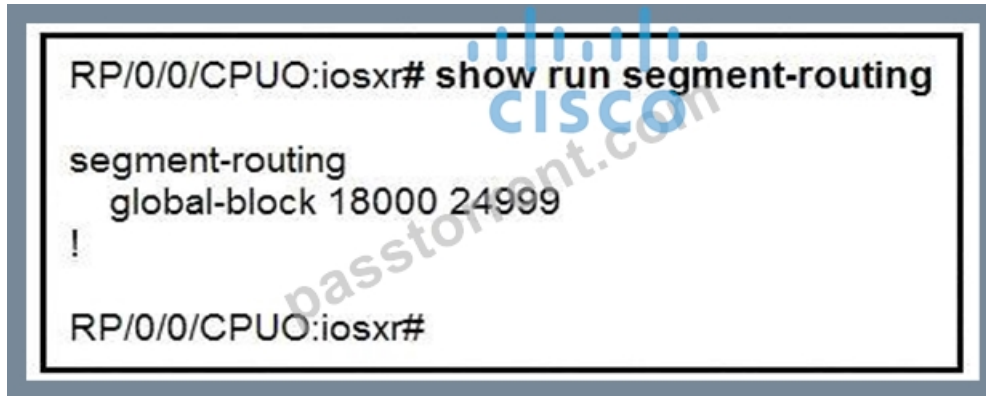 RP/0/0/CPUO:iosxr# show run segment-routing
CISCO
segment-routing
global-block 18000 24999
!
passtorrent.com
RP/0/0/CPUO:iosxr#